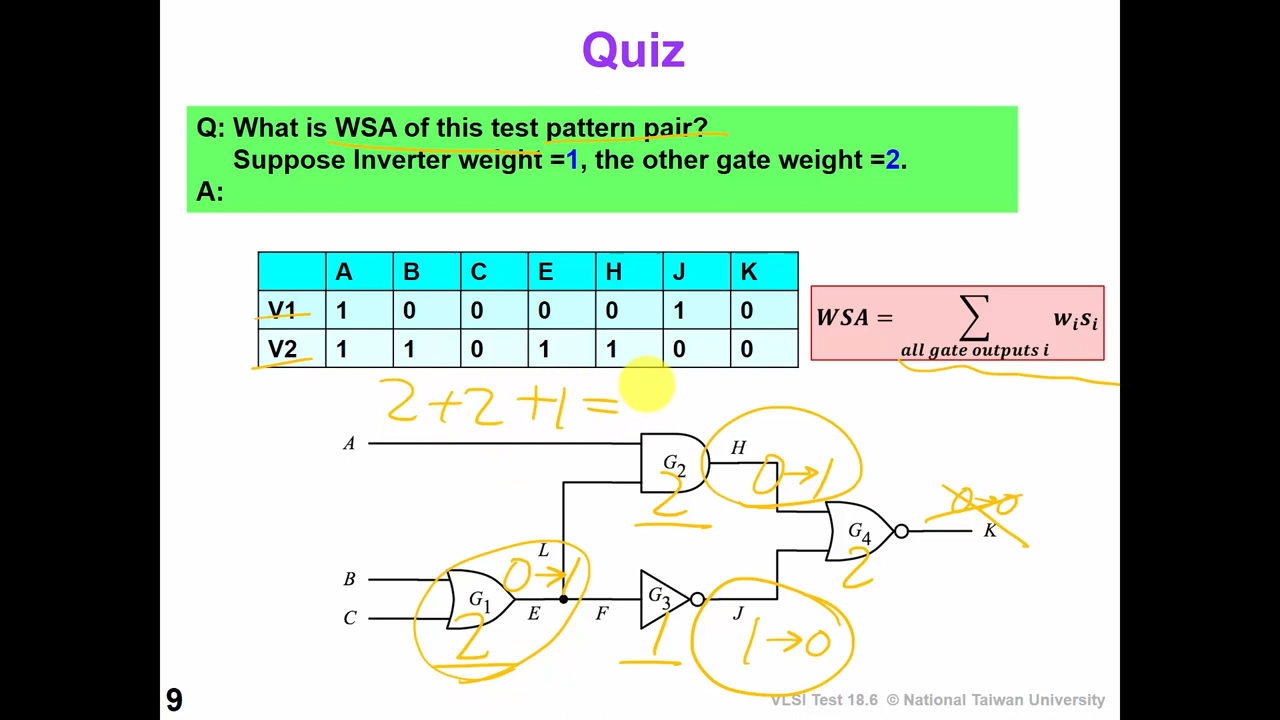 Quiz
Q: What is WSA of this test pattern pair?
Suppose Inverter weight =1, the other gate weight =2.
A:
A B C E H J K
V1 1 0 0 0 0 1 0
V2 1 1 0 1 1 0 0
WSA = ∑ wᵢsᵢ
all gate outputs i
2+2+1=
A
H
G₂
0→1
2
0→0
K
G₄
2
L
0→1
B
G₁
E
F
G₃
J
C
2
1
1→0
9
VLSI Test 18.6 © National Taiwan University